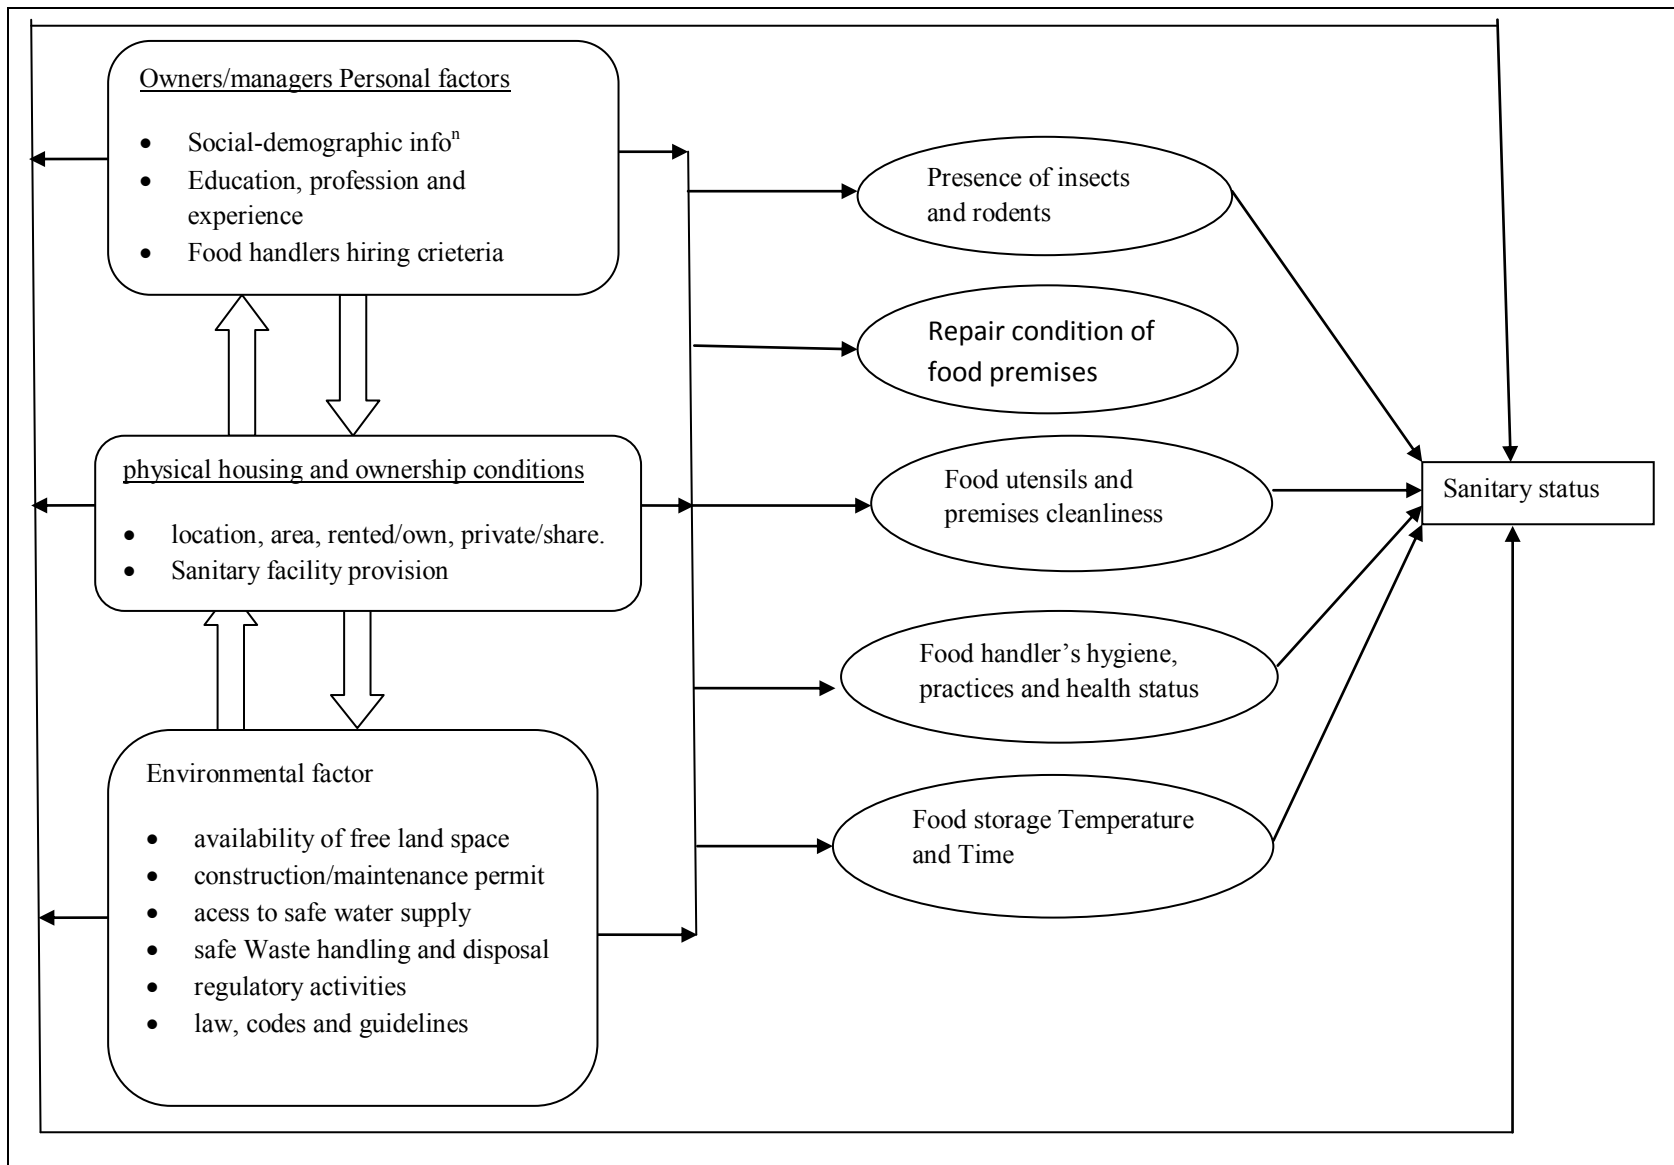 Owners/managers Personal factors
• Social-demographic infoⁿ
• Education, profession and
experience
• Food handlers hiring crieteria
physical housing and ownership conditions
• location, area, rented/own, private/share.
• Sanitary facility provision
Environmental factor
• availability of free land space
• construction/maintenance permit
• acess to safe water supply
• safe Waste handling and disposal
• regulatory activities
• law, codes and guidelines
Presence of insects
and rodents
Repair condition of
food premises
Food utensils and
premises cleanliness
Food handler’s hygiene,
practices and health status
Food storage Temperature
and Time
Sanitary status